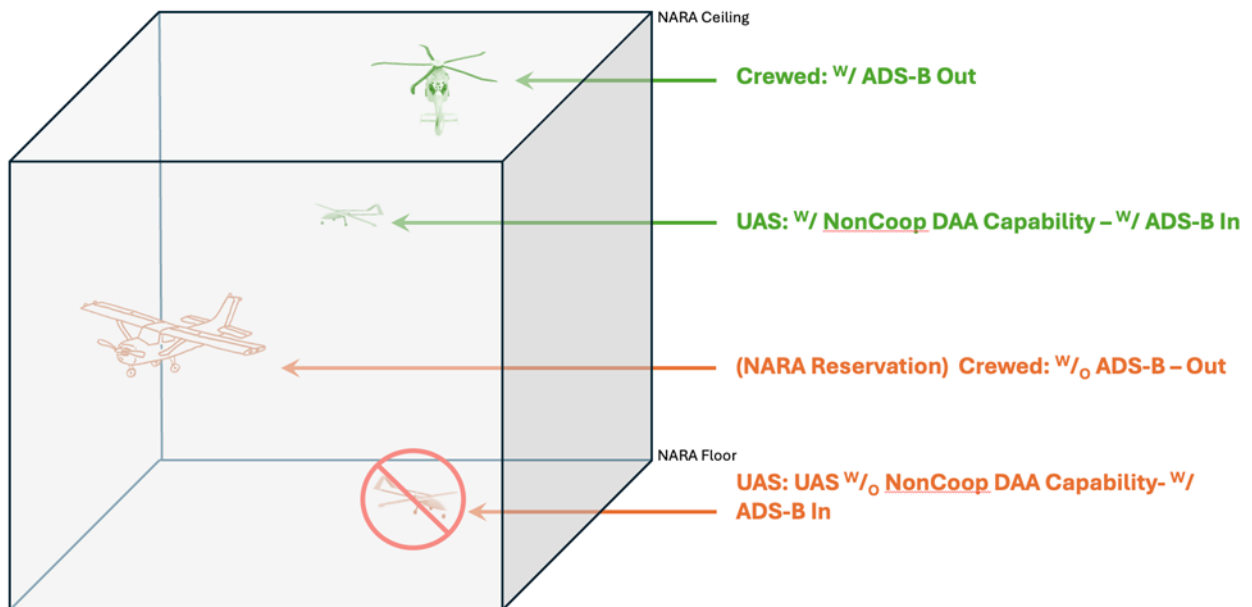 NARA Ceiling
Crewed: W/ ADS-B Out
UAS: W/ NonCoop DAA Capability – W/ ADS-B In
(NARA Reservation) Crewed: W/O ADS-B – Out
NARA Floor
UAS: UAS W/O NonCoop DAA Capability- W/
ADS-B In